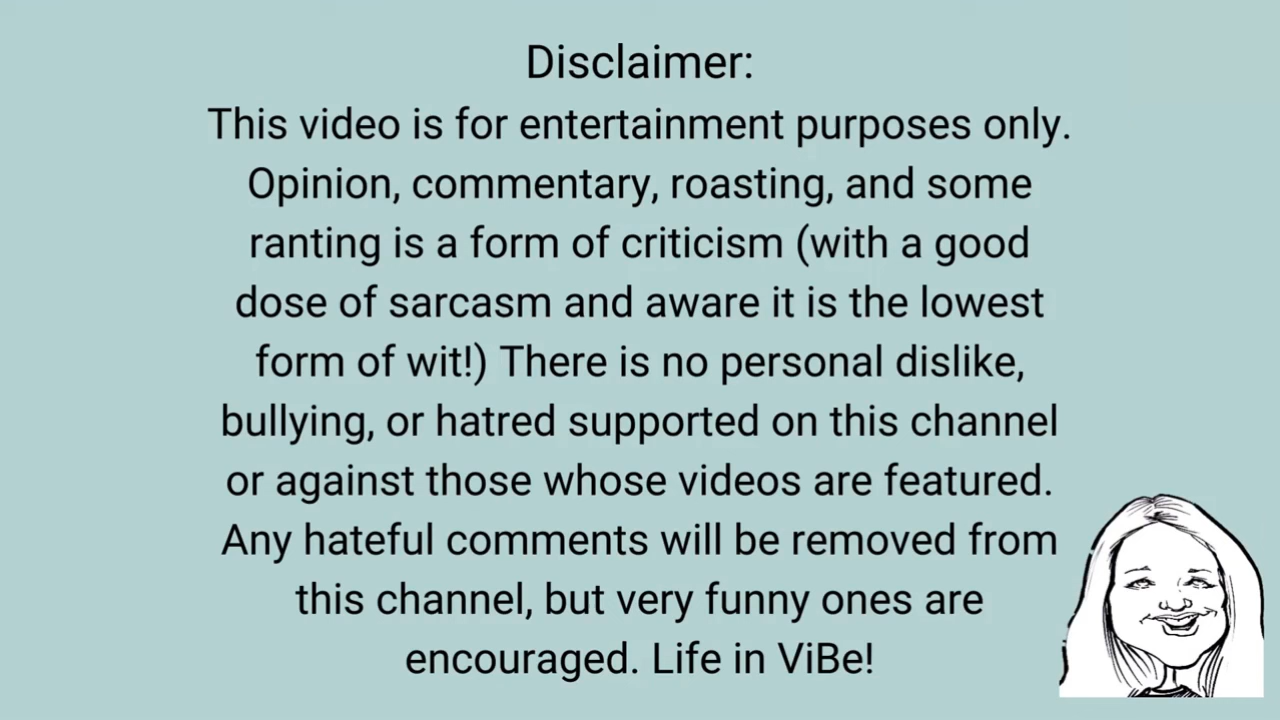 Disclaimer:
This video is for entertainment purposes only.
Opinion, commentary, roasting, and some
ranting is a form of criticism (with a good
dose of sarcasm and aware it is the lowest
form of wit!) There is no personal dislike,
bullying, or hatred supported on this channel
or against those whose videos are featured.
Any hateful comments will be removed from
this channel, but very funny ones are
encouraged. Life in ViBe!